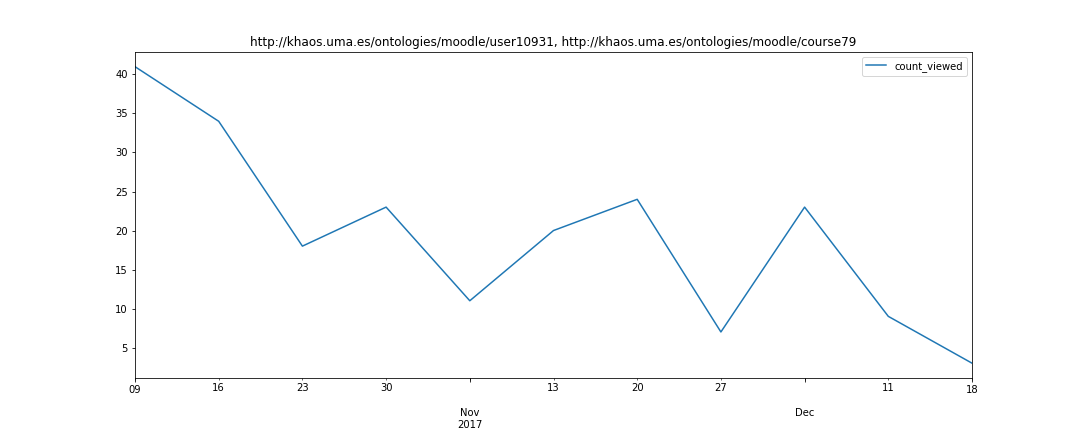 http://khaos.uma.es/ontologies/moodle/user10931, http://khaos.uma.es/ontologies/moodle/course79
count_viewed
40
35
30
25
20
15
10
5
09 16 23 30 13 20 27 11 18
Nov Dec
2017